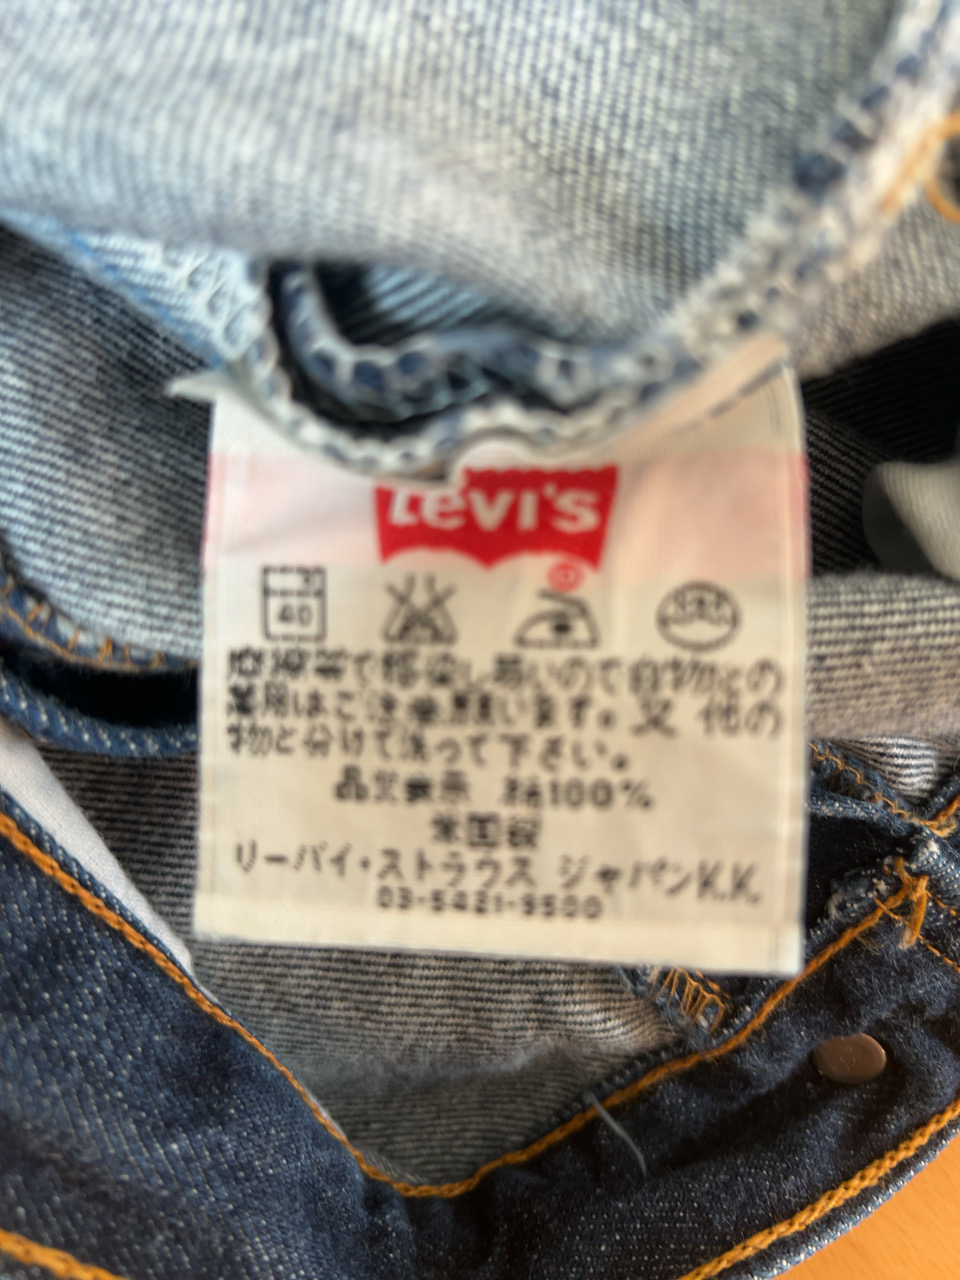 Levi's
R
40
摩擦等で移染し易いので白物との
着用はご注意願います。又 他の
物と分けて洗って下さい。
品質表示 綿100%
米国製
リーバイ・ストラウス ジャパンK.K.
03-5421-9500